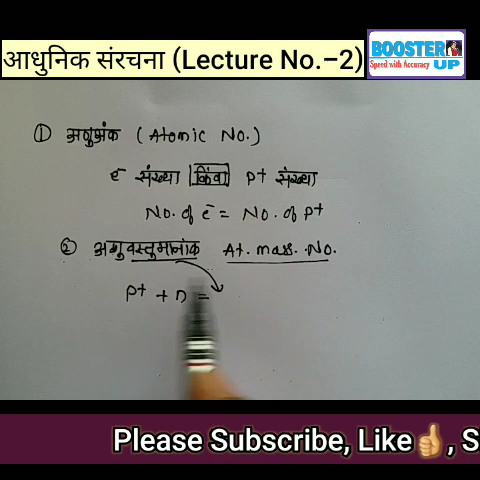 आधुनिक संरचना (Lecture No.–2)
BOOSTER UP
Speed with Accuracy
① अणुअंक (Atomic No.)
e⁻ संख्या किंवा p+ संख्या
No. of e⁻ = No. of p+
② अणुवस्तुमानांक At. mass. No.
p+ + n =
Please Subscribe, Like👍, S